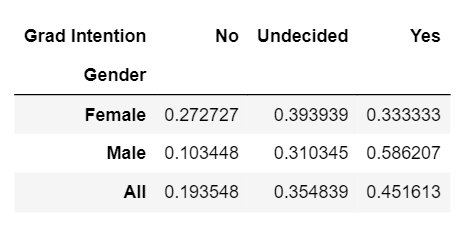 Grad Intention No Undecided Yes
Gender
Female 0.272727 0.393939 0.333333
Male 0.103448 0.310345 0.586207
All 0.193548 0.354839 0.451613